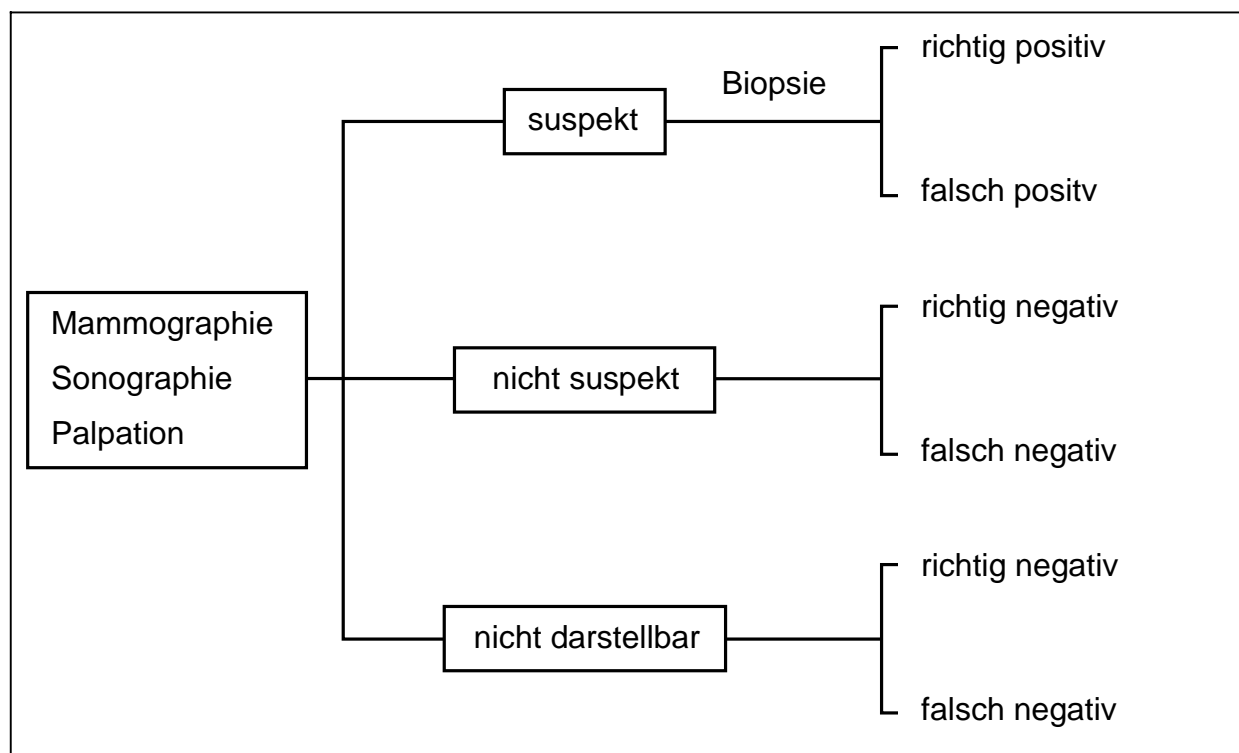 richtig positiv
Biopsie
suspekt
falsch positv
Mammographie
Sonographie
Palpation
richtig negativ
nicht suspekt
falsch negativ
richtig negativ
nicht darstellbar
falsch negativ